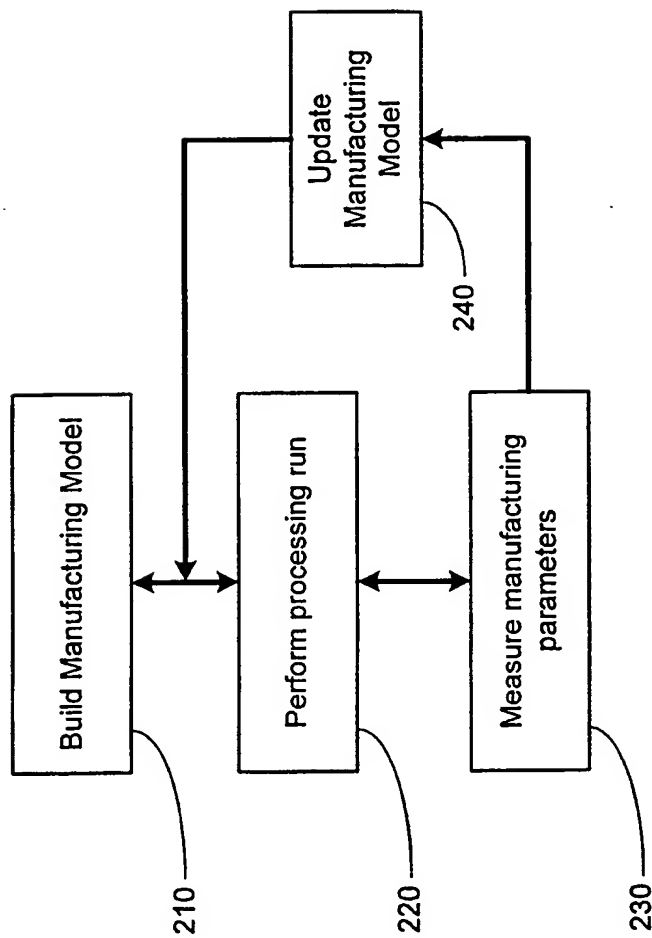 Build Manufacturing Model
210
Perform processing run
220
Measure manufacturing
parameters
230
Update
Manufacturing
Model
240